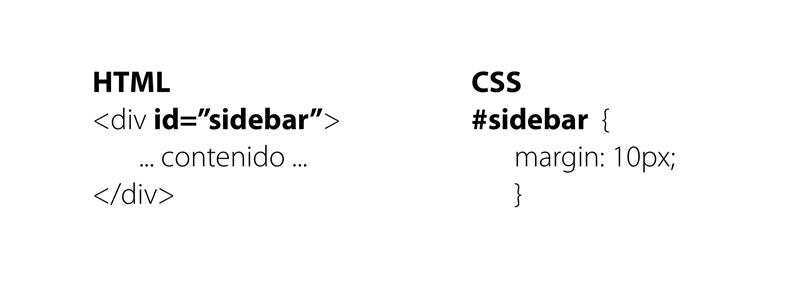 HTML
<div id=”sidebar”>
... contenido ...
</div>
CSS
#sidebar {
margin: 10px;
}